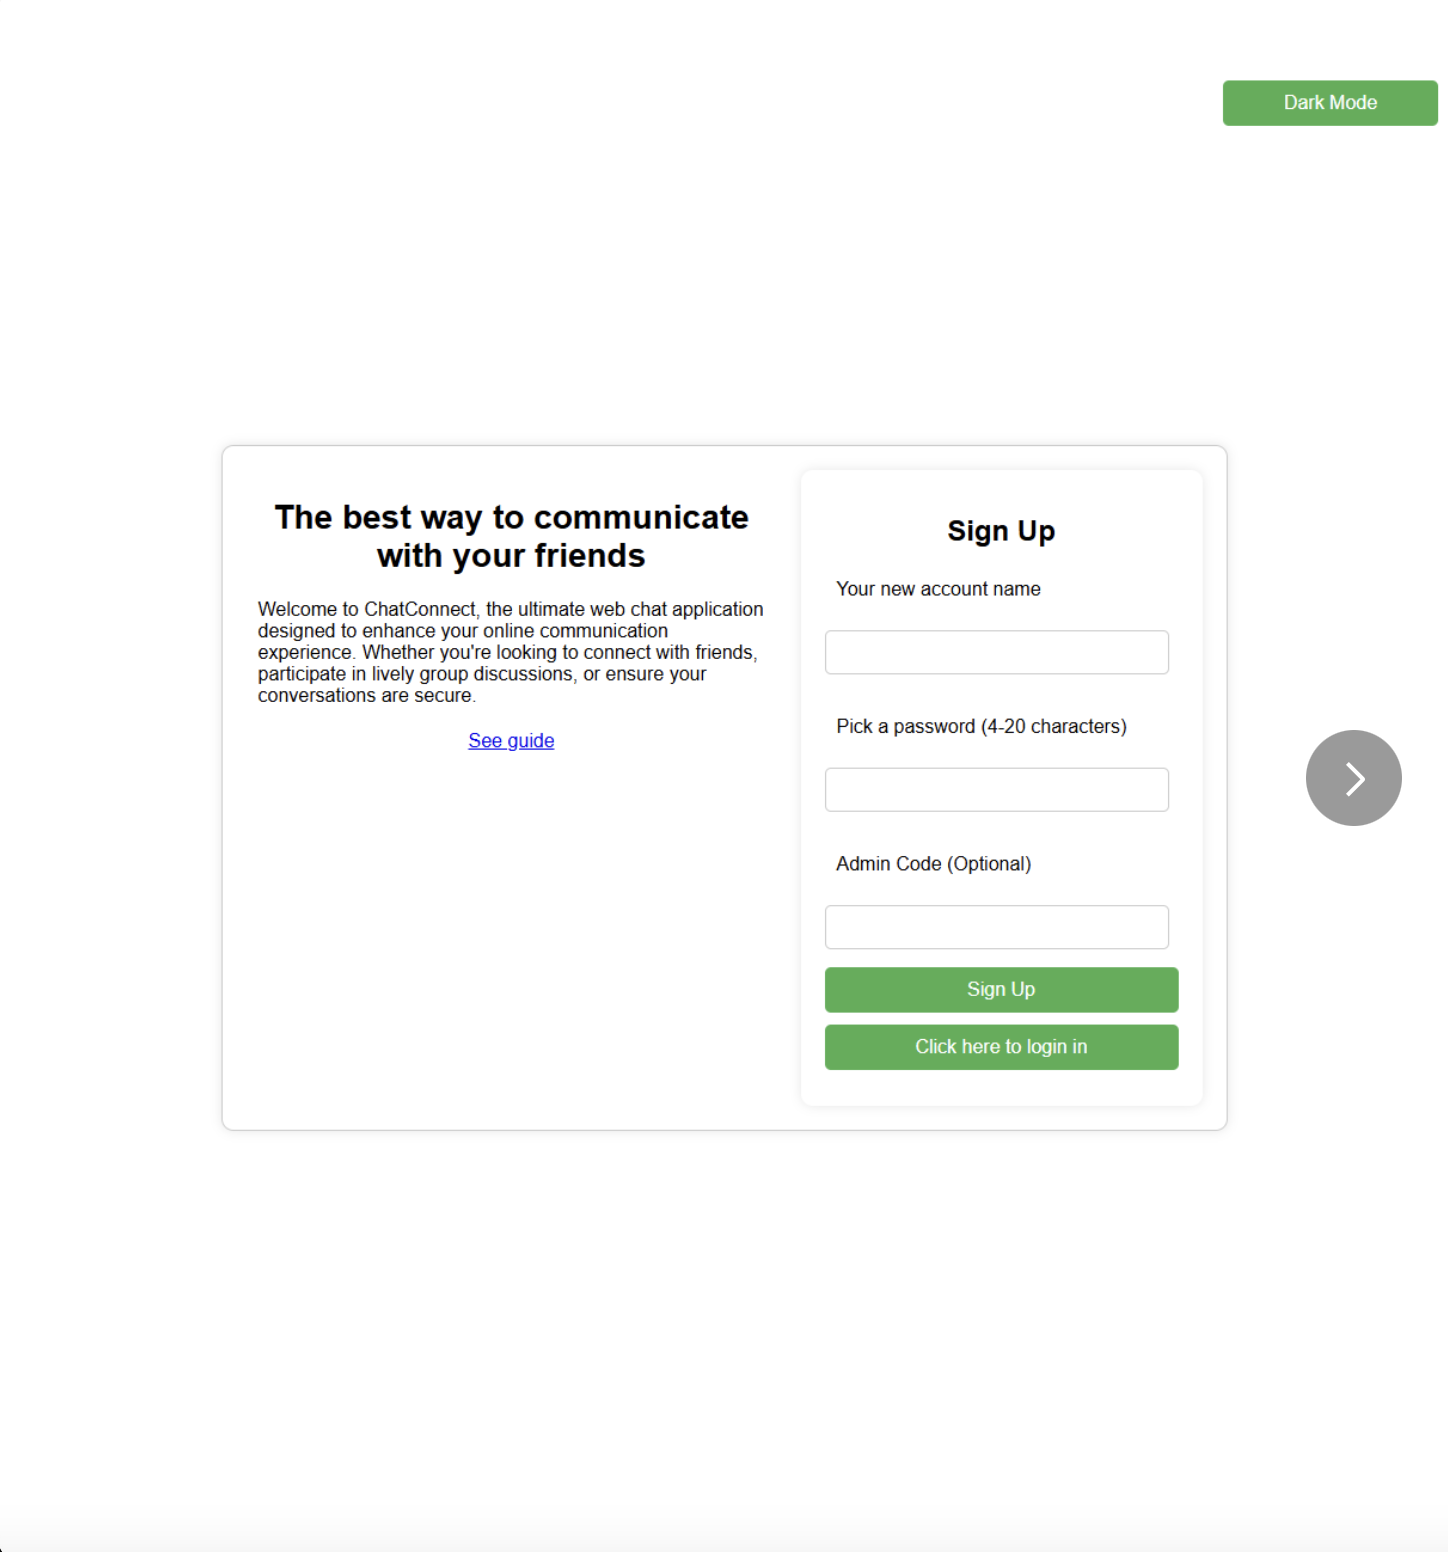 Dark Mode
The best way to communicate
with your friends
Welcome to ChatConnect, the ultimate web chat application
designed to enhance your online communication
experience. Whether you're looking to connect with friends,
participate in lively group discussions, or ensure your
conversations are secure.
See guide
Sign Up
Your new account name
Pick a password (4-20 characters)
Admin Code (Optional)
Sign Up
Click here to login in